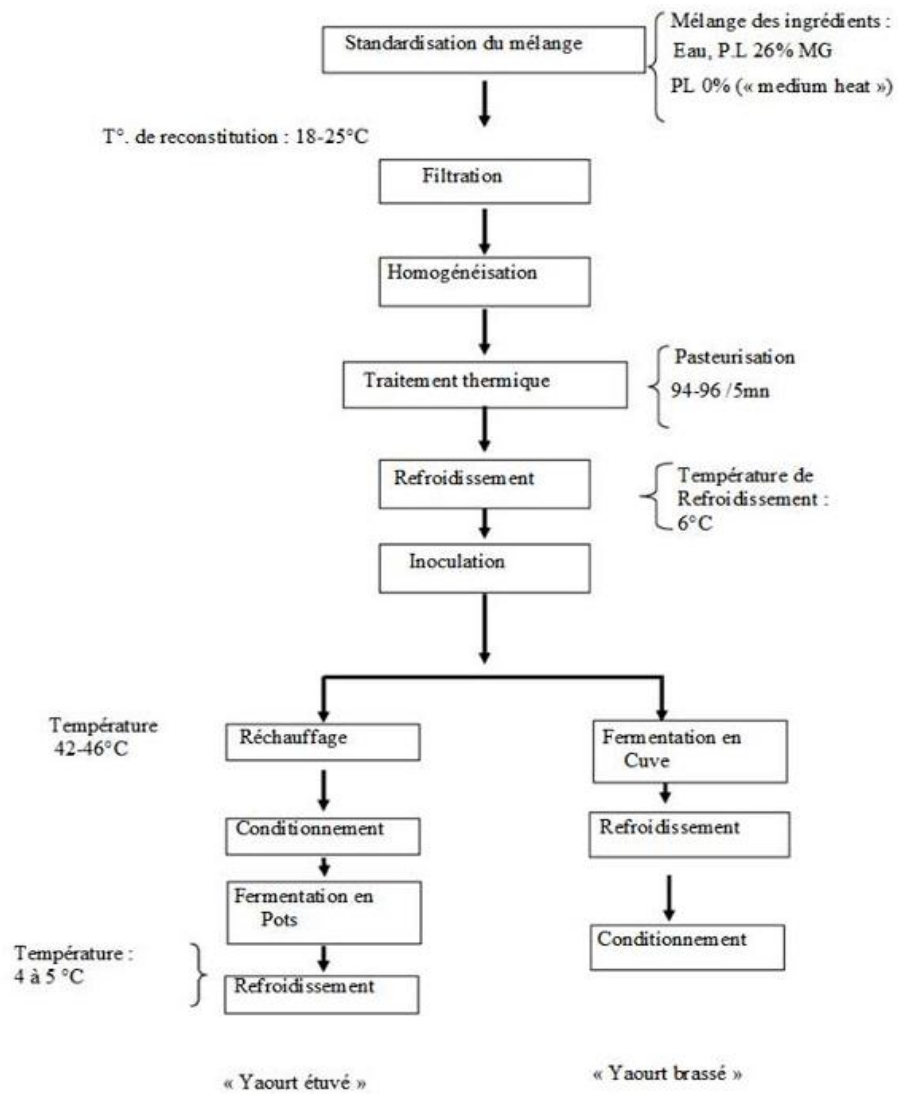 Standardisation du mélange
Mélange des ingrédients :
Eau, P.L 26% MG
PL 0% (« medium heat »)
T°. de reconstitution : 18-25°C
Filtration
Homogénéisation
Traitement thermique
Pasteurisation
94-96 /5mn
Refroidissement
Température de
Refroidissement :
6°C
Inoculation
Température
42-46°C
Réchauffage
Conditionnement
Fermentation en
Pots
Température :
4 à 5 °C
Refroidissement
« Yaourt étuvé »
Fermentation en
Cuve
Refroidissement
Conditionnement
« Yaourt brassé »